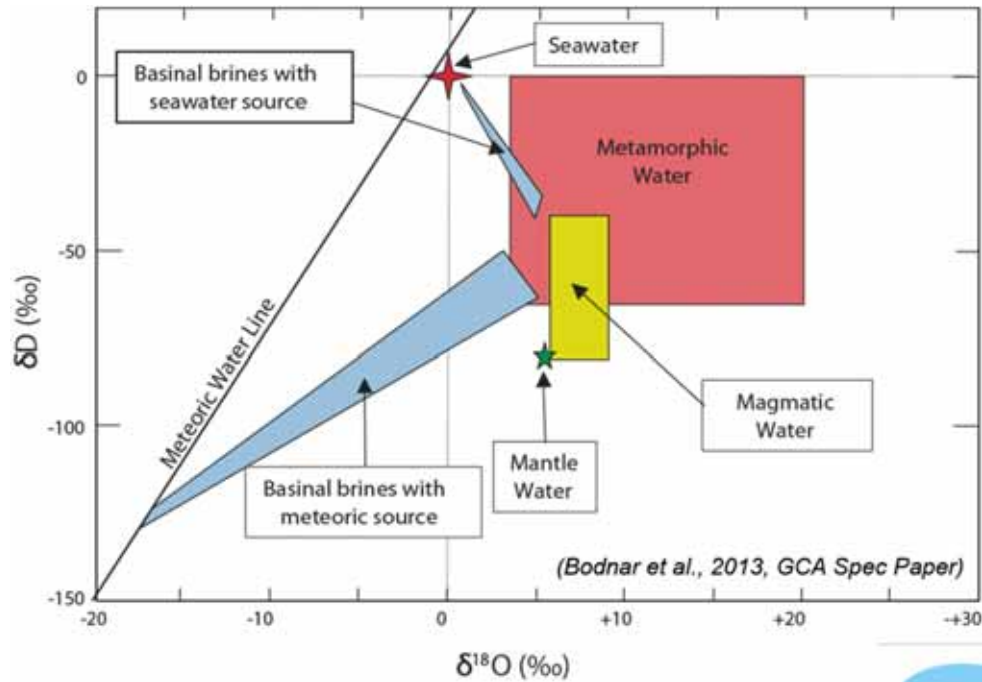 Seawater
Basinal brines with
seawater source
0
Metamorphic
Water
-50
δD (‰)
Meteoric Water Line
Magmatic
Water
-100
Mantle
Water
Basinal brines with
meteoric source
(Bodnar et al., 2013, GCA Spec Paper)
-150
-20
-10
0
+10
+20
-+30
δ¹⁸O (‰)